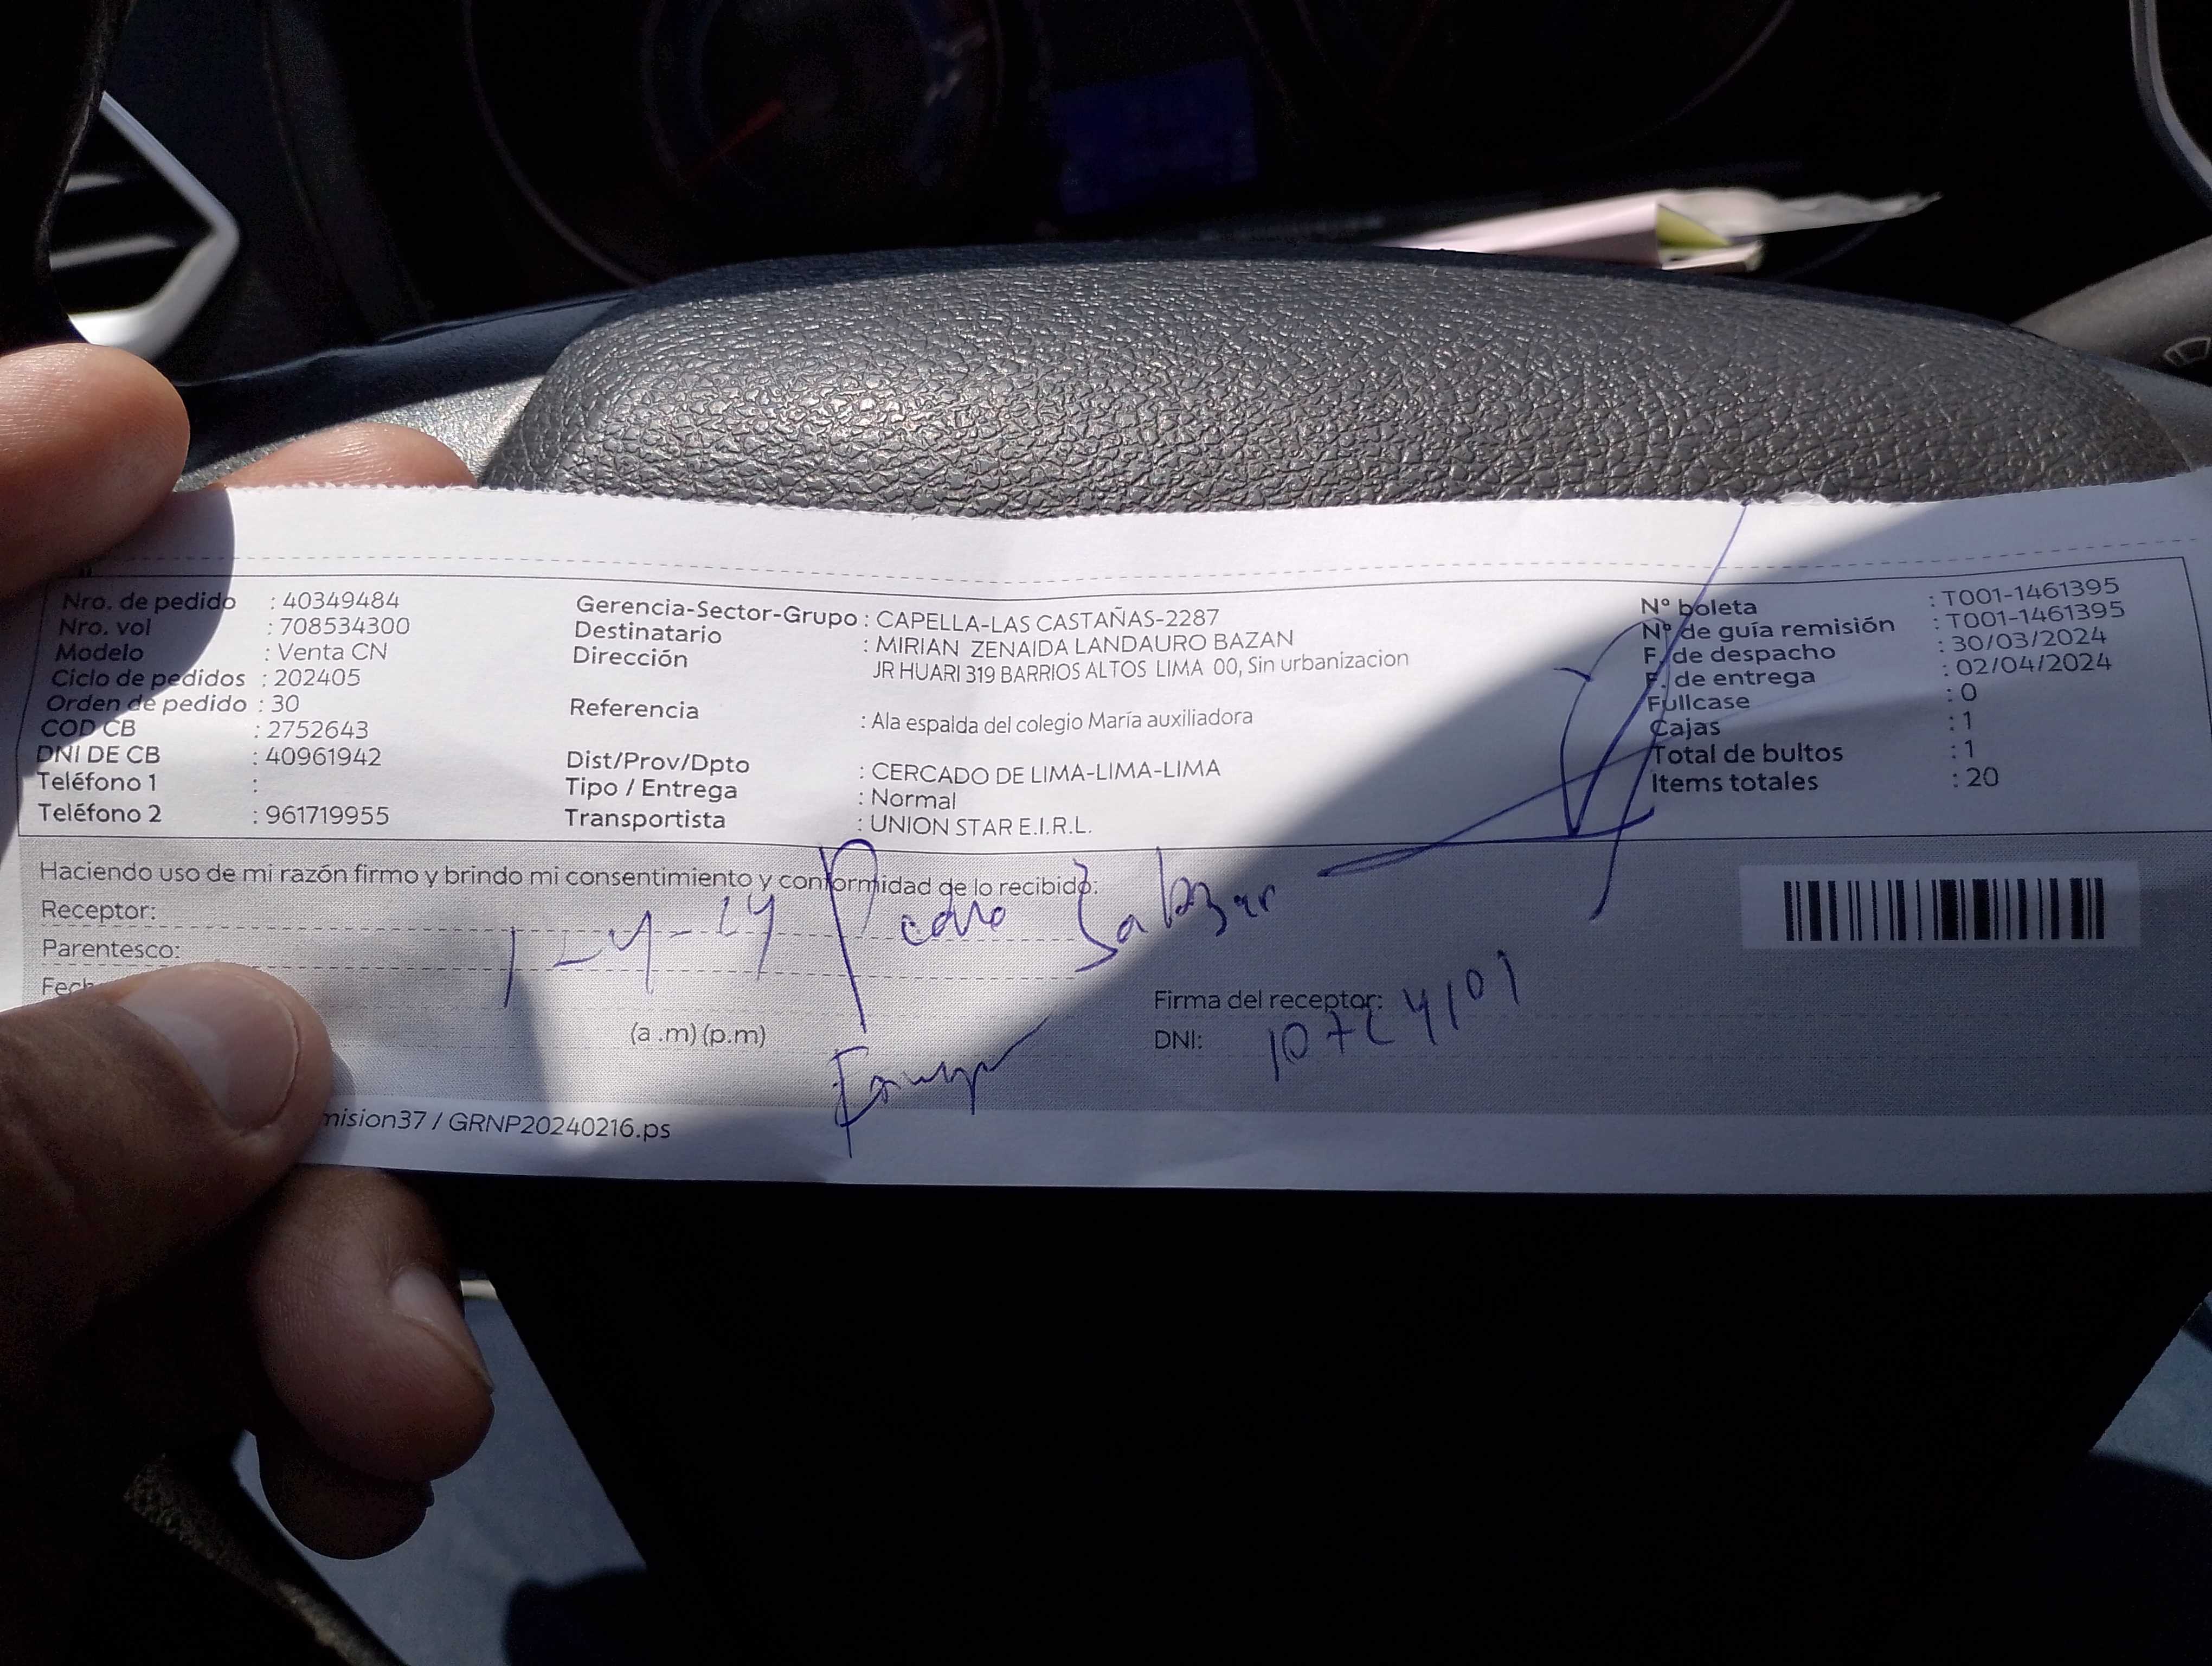 Nro. de pedido : 40349484
Nro. vol : 708534300
Modelo : Venta CN
Ciclo de pedidos : 202405
Orden de pedido : 30
COD CB : 2752643
DNI DE CB : 40961942
Teléfono 1 :
Teléfono 2 : 961719955
Gerencia-Sector-Grupo : CAPELLA-LAS CASTAÑAS-2287
Destinatario : MIRIAN ZENAIDA LANDAURO BAZAN
Dirección JR HUARI 319 BARRIOS ALTOS LIMA 00, Sin urbanizacion
Referencia : Ala espalda del colegio María auxiliadora
Dist/Prov/Dpto : CERCADO DE LIMA-LIMA-LIMA
Tipo / Entrega : Normal
Transportista : UNION STAR E.I.R.L.
N° boleta : T001-1461395
N° de guía remisión : T001-1461395
F. de despacho : 30/03/2024
F. de entrega : 02/04/2024
Fullcase : 0
Cajas : 1
Total de bultos : 1
Items totales : 20
Haciendo uso de mi razón firmo y brindo mi consentimiento y conformidad de lo recibido:
Receptor: Pedro Salazar
Parentesco: 1-4-24
Fech
(a .m) (p.m)
Firma del receptor:
DNI:
mision37 / GRNP20240216.ps